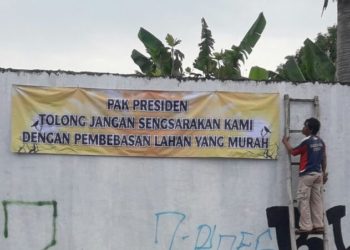 PAK PRESIDEN
TOLONG JANGAN SENGSARAKAN KAMI
DENGAN PEMBEBASAN LAHAN YANG MURAH